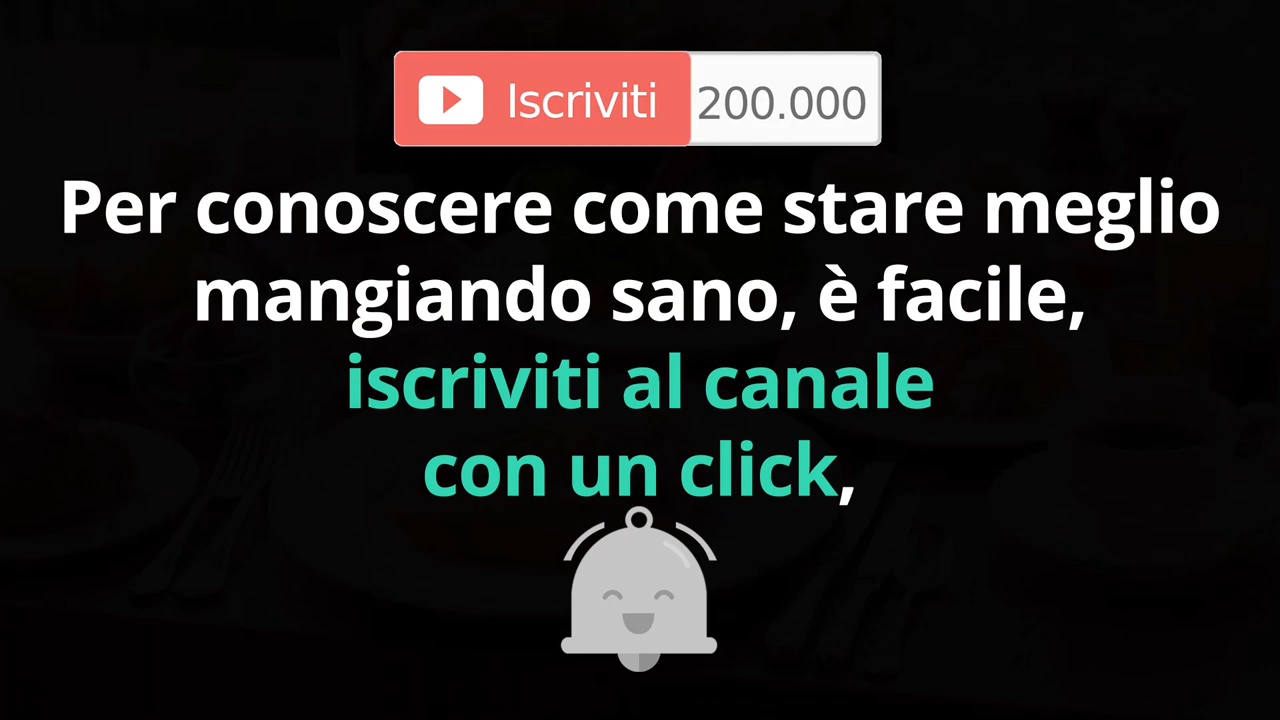 Iscriviti 200.000
Per conoscere come stare meglio
mangiando sano, è facile,
iscriviti al canale
con un click,